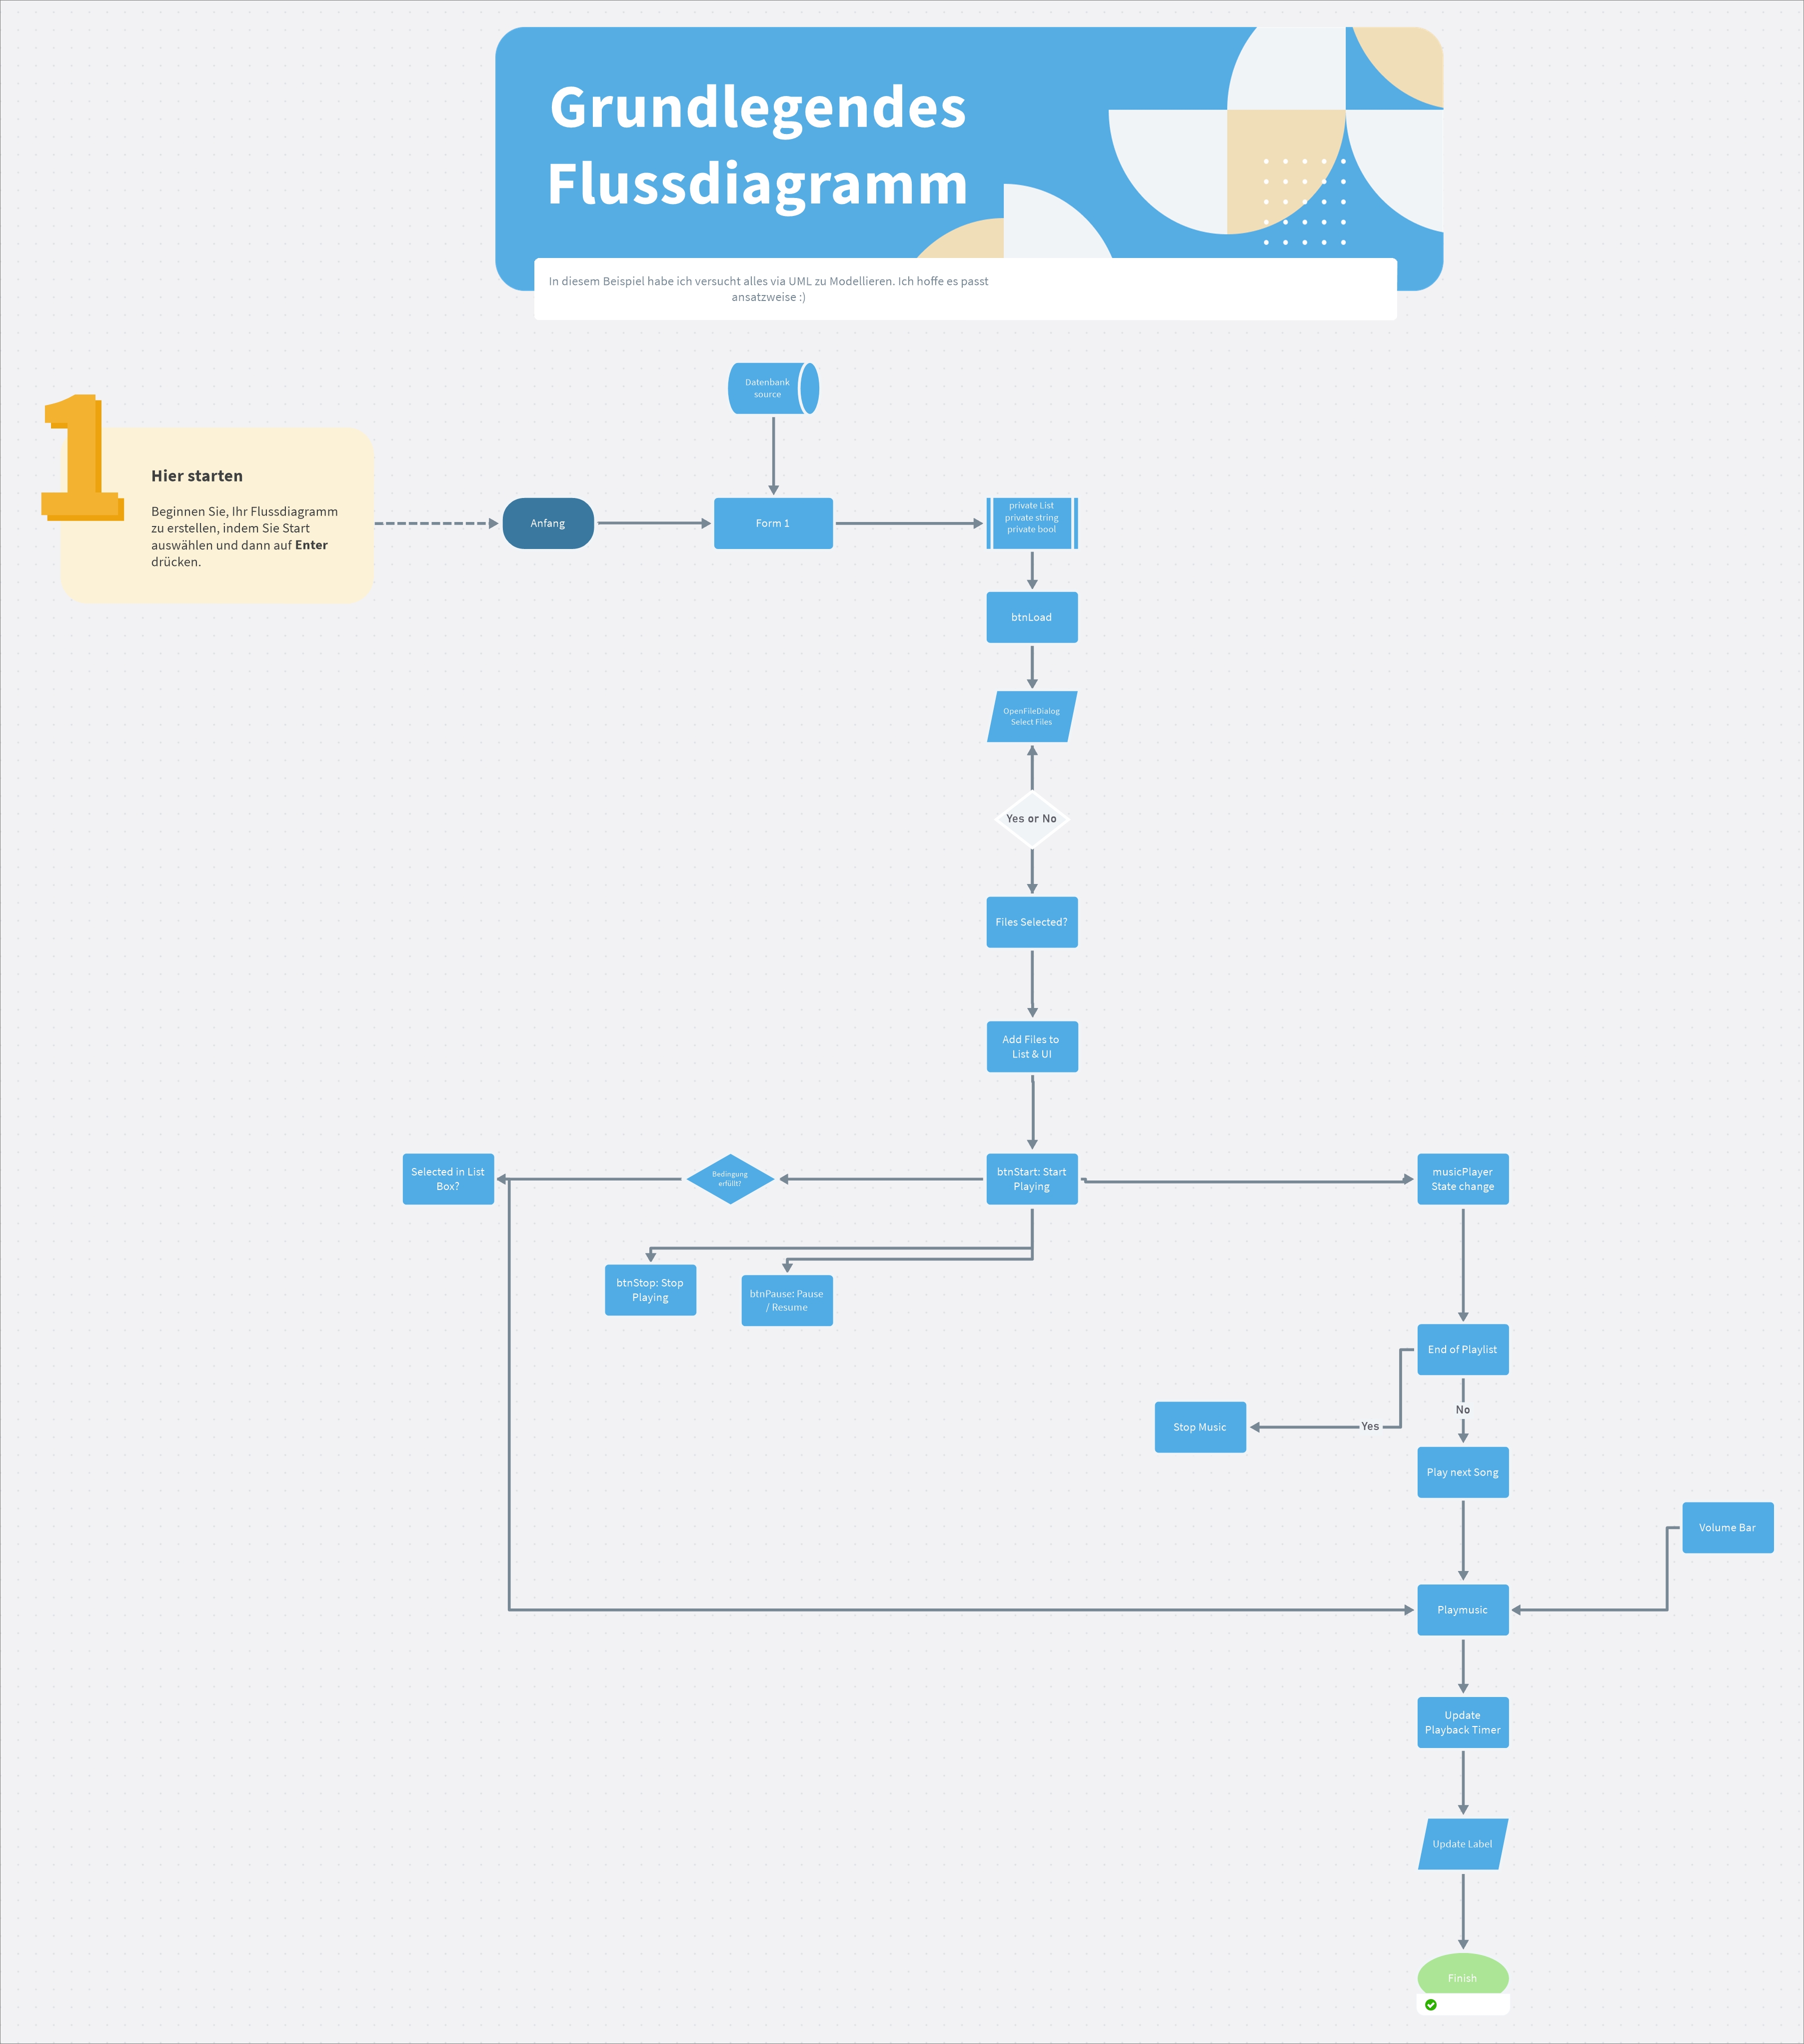 Grundlegendes
Flussdiagramm
In diesem Beispiel habe ich versucht alles via UML zu Modellieren. Ich hoffe es passt
ansatzweise :)
Datenbank
source
1
Hier starten
Beginnen Sie, Ihr Flussdiagramm
zu erstellen, indem Sie Start
auswählen und dann auf Enter
drücken.
Anfang
Form 1
private List
private string
private bool
btnLoad
OpenFileDialog
Select Files
Yes or No
Files Selected?
Add Files to
List & UI
Selected in List
Box?
Bedingung
erfüllt?
btnStart: Start
Playing
musicPlayer
State change
btnStop: Stop
Playing
btnPause: Pause
/ Resume
End of Playlist
No
Yes
Stop Music
Play next Song
Volume Bar
Playmusic
Update
Playback Timer
Update Label
Finish